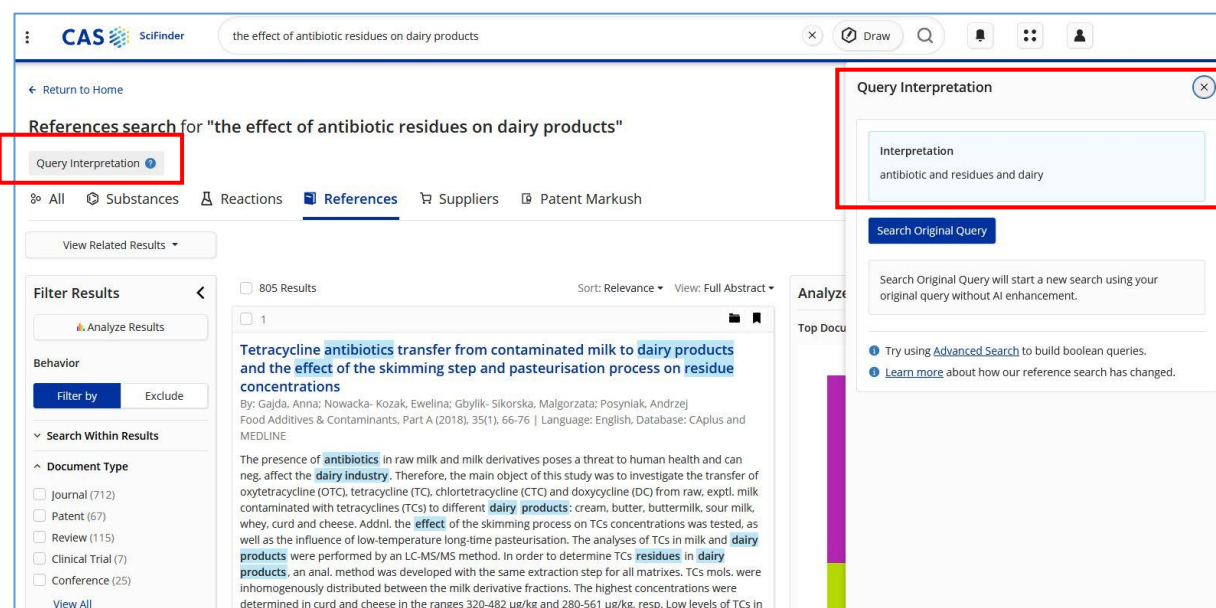 CAS SciFinder
the effect of antibiotic residues on dairy products
Draw
Return to Home
References search for "the effect of antibiotic residues on dairy products"
Query Interpretation
All Substances Reactions References Suppliers Patent Markush
View Related Results
Filter Results
Analyze Results
Behavior
Filter by Exclude
Search Within Results
Document Type
Journal (712)
Patent (67)
Review (115)
Clinical Trial (7)
Conference (25)
View All
805 Results
Sort: Relevance View: Full Abstract
1
Tetracycline antibiotics transfer from contaminated milk to dairy products
and the effect of the skimming step and pasteurisation process on residue
concentrations
By: Gajda, Anna; Nowacka- Kozak, Ewelina; Gbylik- Sikorska, Malgorzata; Posyniak, Andrzej
Food Additives & Contaminants, Part A (2018), 35(1), 66-76 | Language: English, Database: CAplus and
MEDLINE
The presence of antibiotics in raw milk and milk derivatives poses a threat to human health and can
neg. affect the dairy industry. Therefore, the main object of this study was to investigate the transfer of
oxytetracycline (OTC), tetracycline (TC), chlortetracycline (CTC) and doxycycline (DC) from raw, exptl. milk
contaminated with tetracyclines (TCs) to different dairy products: cream, butter, buttermilk, sour milk,
whey, curd and cheese. Addnl. the effect of the skimming process on TCs concentrations was tested, as
well as the influence of low-temperature long-time pasteurisation. The analyses of TCs in milk and dairy
products were performed by an LC-MS/MS method. In order to determine TCs residues in dairy
products, an anal. method was developed with the same extraction step for all matrixes. TCs mols. were
inhomogenously distributed between the milk derivative fractions. The highest concentrations were
determined in curd and cheese in the ranges 320-482 ug/kg and 280-561 ug/kg, resp. Low levels of TCs in
Analyze
Top Docu
Query Interpretation
Interpretation
antibiotic and residues and dairy
Search Original Query
Search Original Query will start a new search using your
original query without AI enhancement.
Try using Advanced Search to build boolean queries.
Learn more about how our reference search has changed.